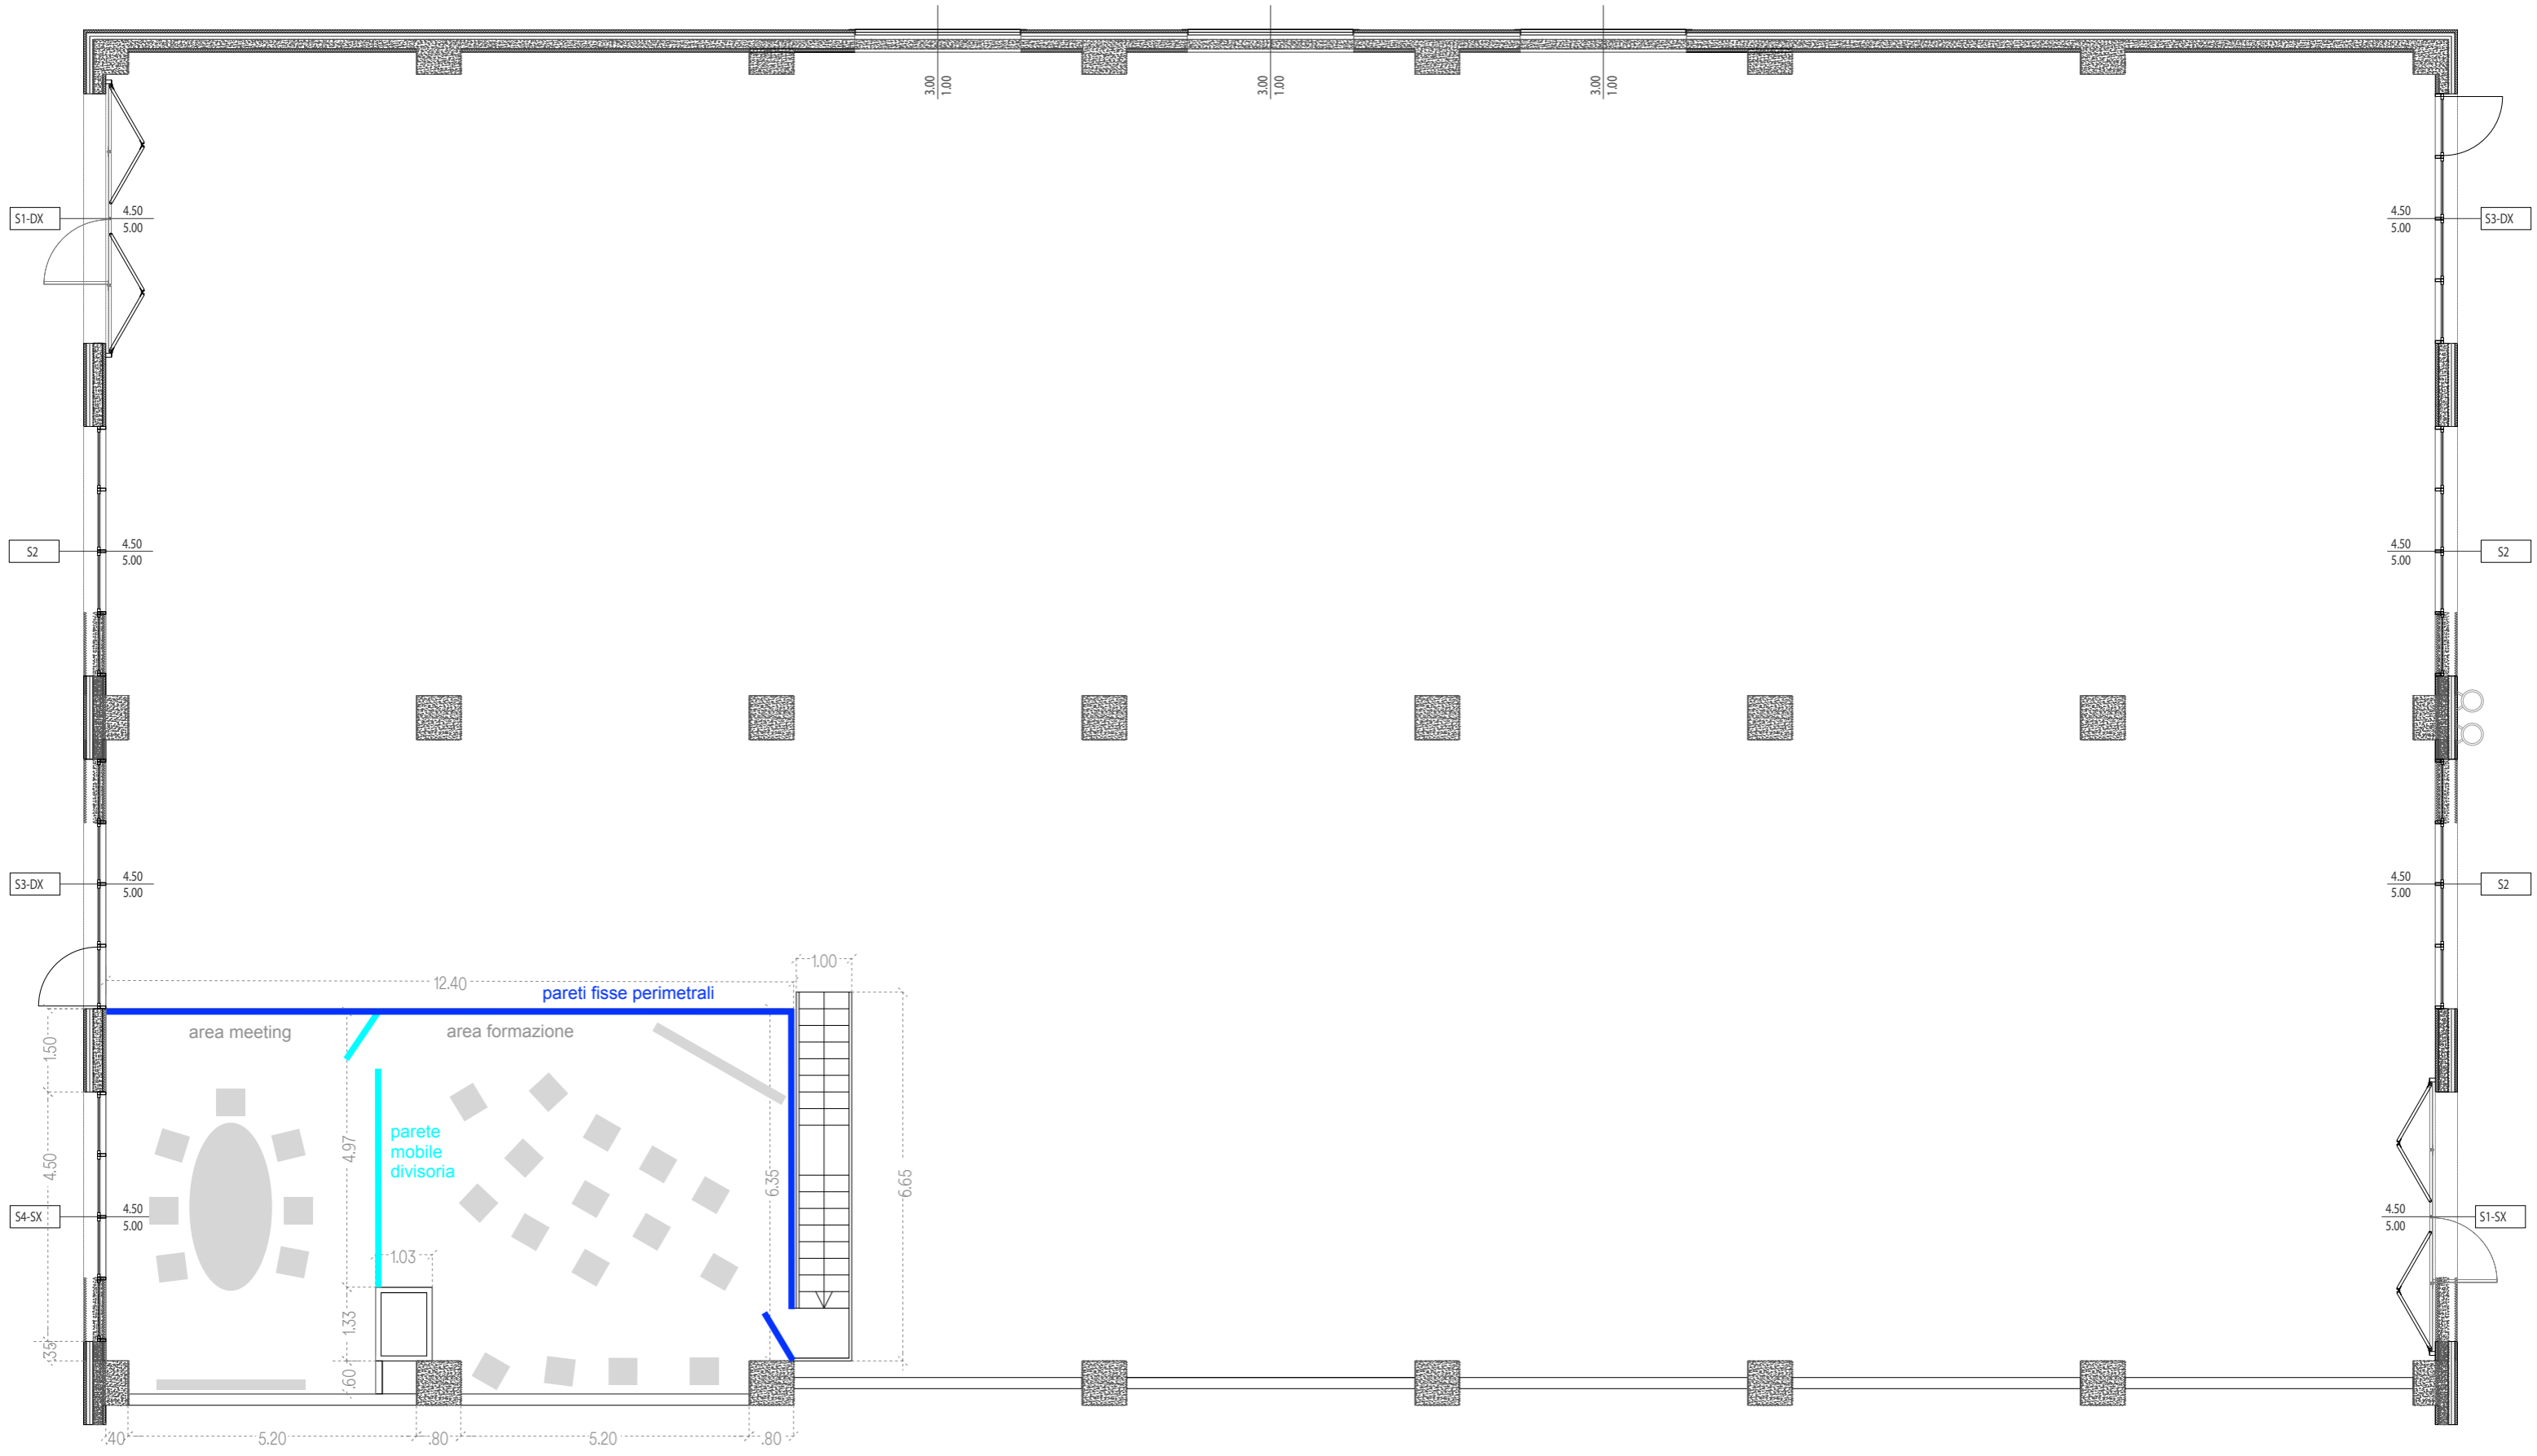 3.00
1.00
3.00
1.00
3.00
1.00
S1-DX
4.50
5.00
4.50
5.00
S3-DX
S2
4.50
5.00
4.50
5.00
S2
S3-DX
4.50
5.00
4.50
5.00
S2
1.00
12.40
pareti fisse perimetrali
area meeting
area formazione
1.50
4.97
parete
mobile
divisoria
4.50
6.35
6.65
S4-SX
4.50
5.00
4.50
5.00
S1-SX
1.03
1.33
.35
.60
.40
5.20
.80
5.20
.80